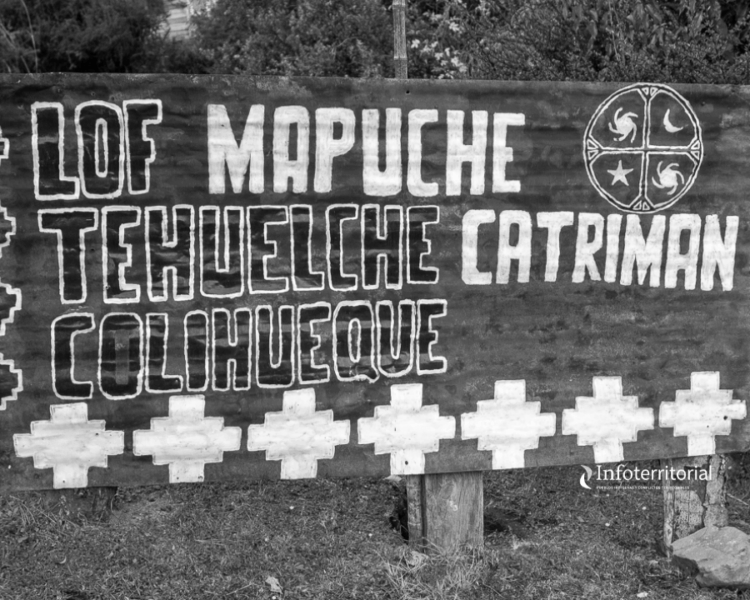 LOF MAPUCHE
TEHUELCHE CATRIMAN
COLIHUEQUE
Infoterritorial